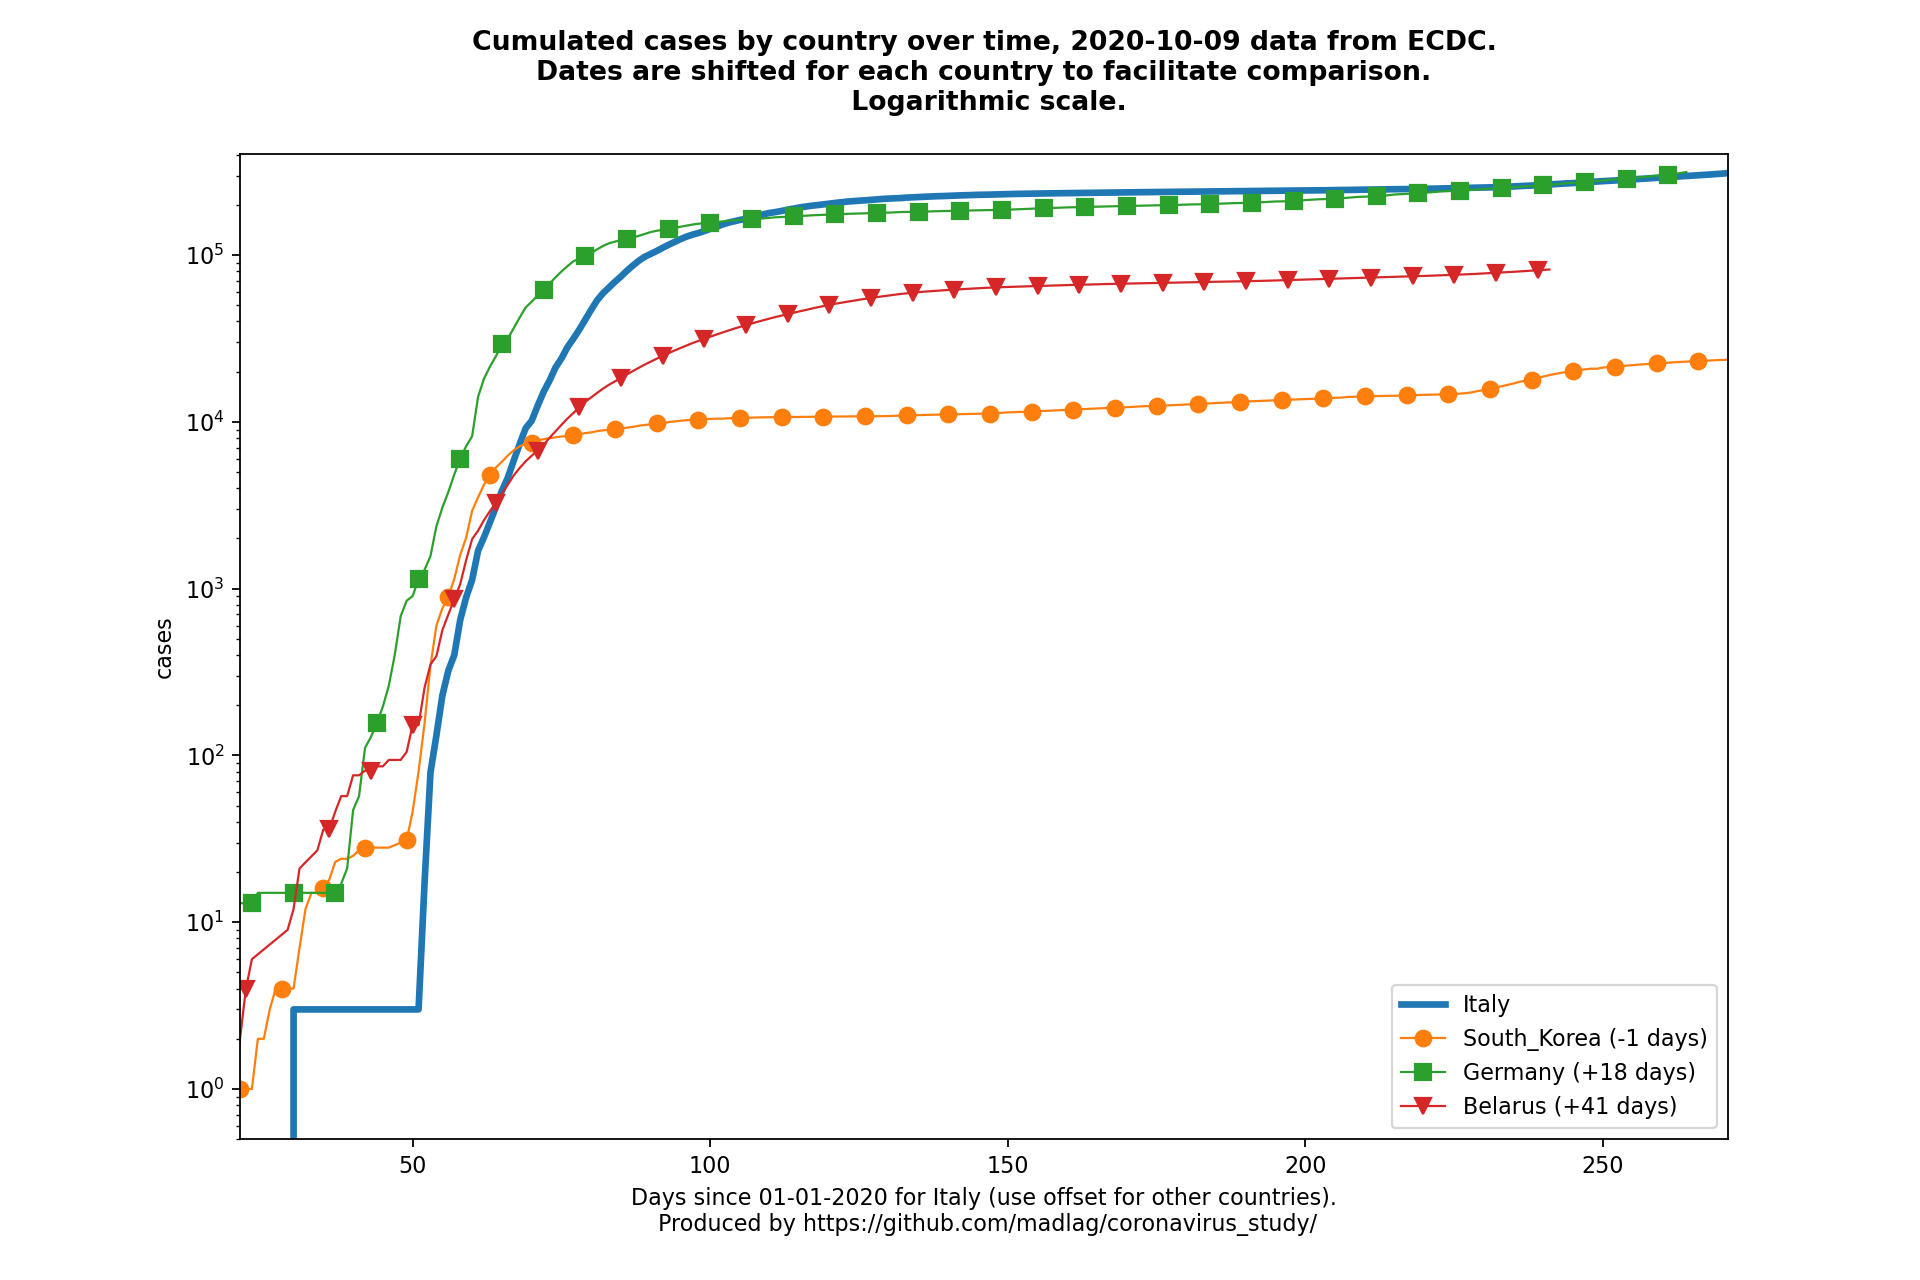 Cumulated cases by country over time, 2020-10-09 data from ECDC.
Dates are shifted for each country to facilitate comparison.
Logarithmic scale.
10^5
10^4
10^3
10^2
10^1
10^0
cases
Italy
South_Korea (-1 days)
Germany (+18 days)
Belarus (+41 days)
50
100
150
200
250
Days since 01-01-2020 for Italy (use offset for other countries).
Produced by https://github.com/madlag/coronavirus_study/